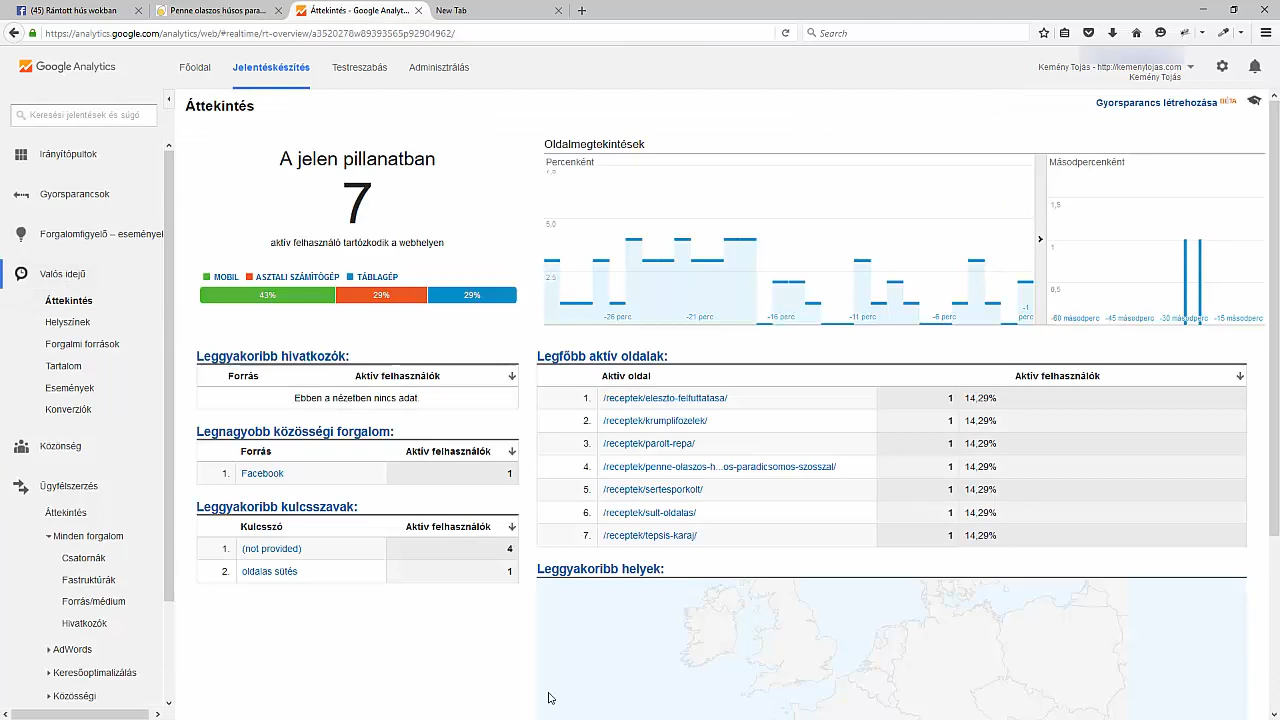 (45) Rántott hús wokban
Penne olaszos húsos para...
Áttekintés - Google Analyt...
New Tab
https://analytics.google.com/analytics/web/#realtime/rt-overview/a3520278w89393565p92904962/
Search
Google Analytics
Főoldal
Jelentéskészítés
Testreszabás
Adminisztrálás
Kemény Tojás - http://kemenytojas.com
Kemény Tojás
Keresési jelentések és súgó
Irányítópultok
Gyorsparancsok
Forgalomfigyelő – események
Valós idejű
Áttekintés
Helyszínek
Forgalmi források
Tartalom
Események
Konverziók
Közönség
Ügyfélszerzés
Áttekintés
Minden forgalom
Csatornák
Fastruktúrák
Forrás/médium
Hivatkozók
AdWords
Keresőoptimalizálás
Közösségi
Áttekintés
Gyorsparancs létrehozása BÉTA
A jelen pillanatban
7
aktív felhasználó tartózkodik a webhelyen
MOBIL ASZTALI SZÁMÍTÓGÉP TÁBLAGÉP
43% 29% 29%
Oldalmegtekintések
Percenként
7,5
5,0
2,5
-26 perc -21 perc -16 perc -11 perc -6 perc -1 perc
Másodpercenként
1,5
1
0,5
-60 másodperc -45 másodperc -30 másodperc -15 másodperc
Leggyakoribb hivatkozók:
Forrás Aktív felhasználók
Ebben a nézetben nincs adat.
Legnagyobb közösségi forgalom:
Forrás Aktív felhasználók
1. Facebook 1
Leggyakoribb kulcsszavak:
Kulcsszó Aktív felhasználók
1. (not provided) 4
2. oldalas sütés 1
Legfőbb aktív oldalak:
Aktív oldal Aktív felhasználók
1. /receptek/eleszto-felfuttatasa/ 1 14,29%
2. /receptek/krumplifozelek/ 1 14,29%
3. /receptek/parolt-repa/ 1 14,29%
4. /receptek/penne-olaszos-h...os-paradicsomos-szosszal/ 1 14,29%
5. /receptek/sertesporkolt/ 1 14,29%
6. /receptek/sult-oldalas/ 1 14,29%
7. /receptek/tepsis-karaj/ 1 14,29%
Leggyakoribb helyek: